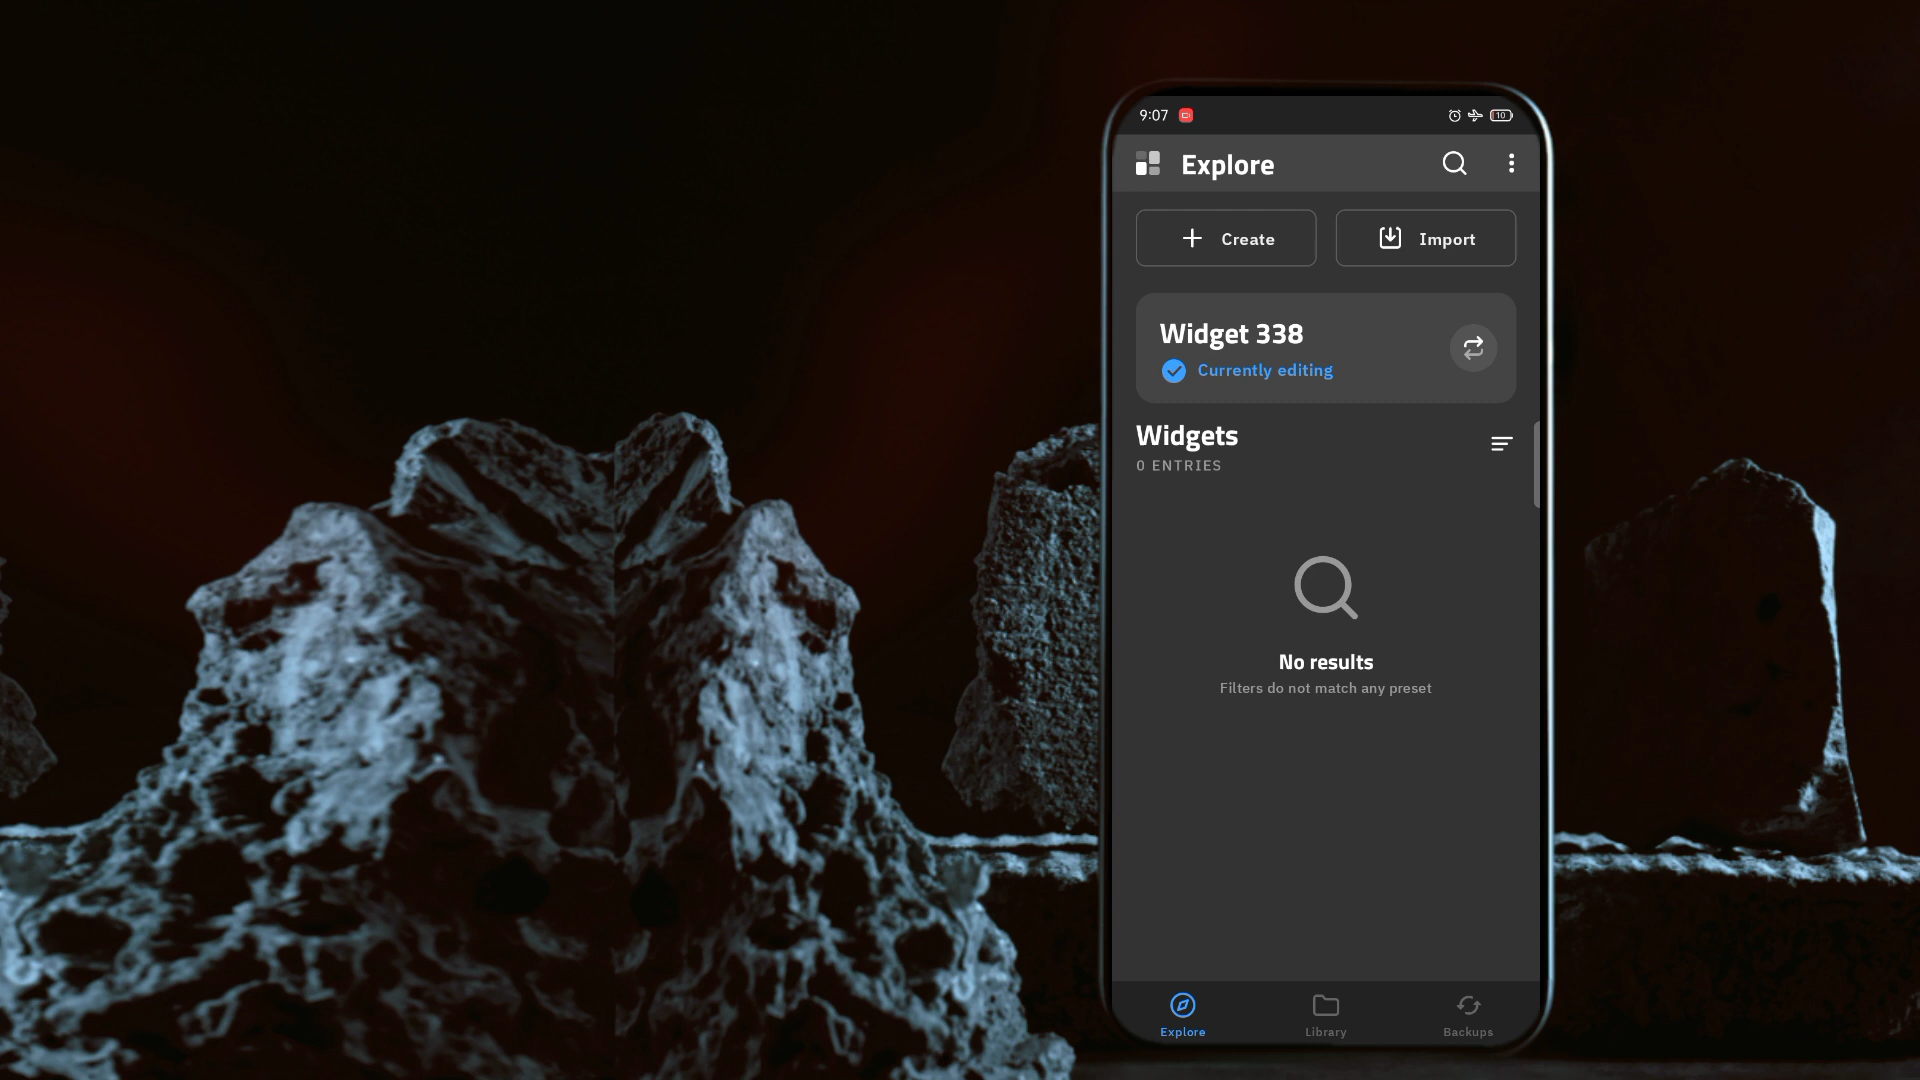 9:07
10
Explore
Create
Import
Widget 338
Currently editing
Widgets
0 ENTRIES
No results
Filters do not match any preset
Explore
Library
Backups